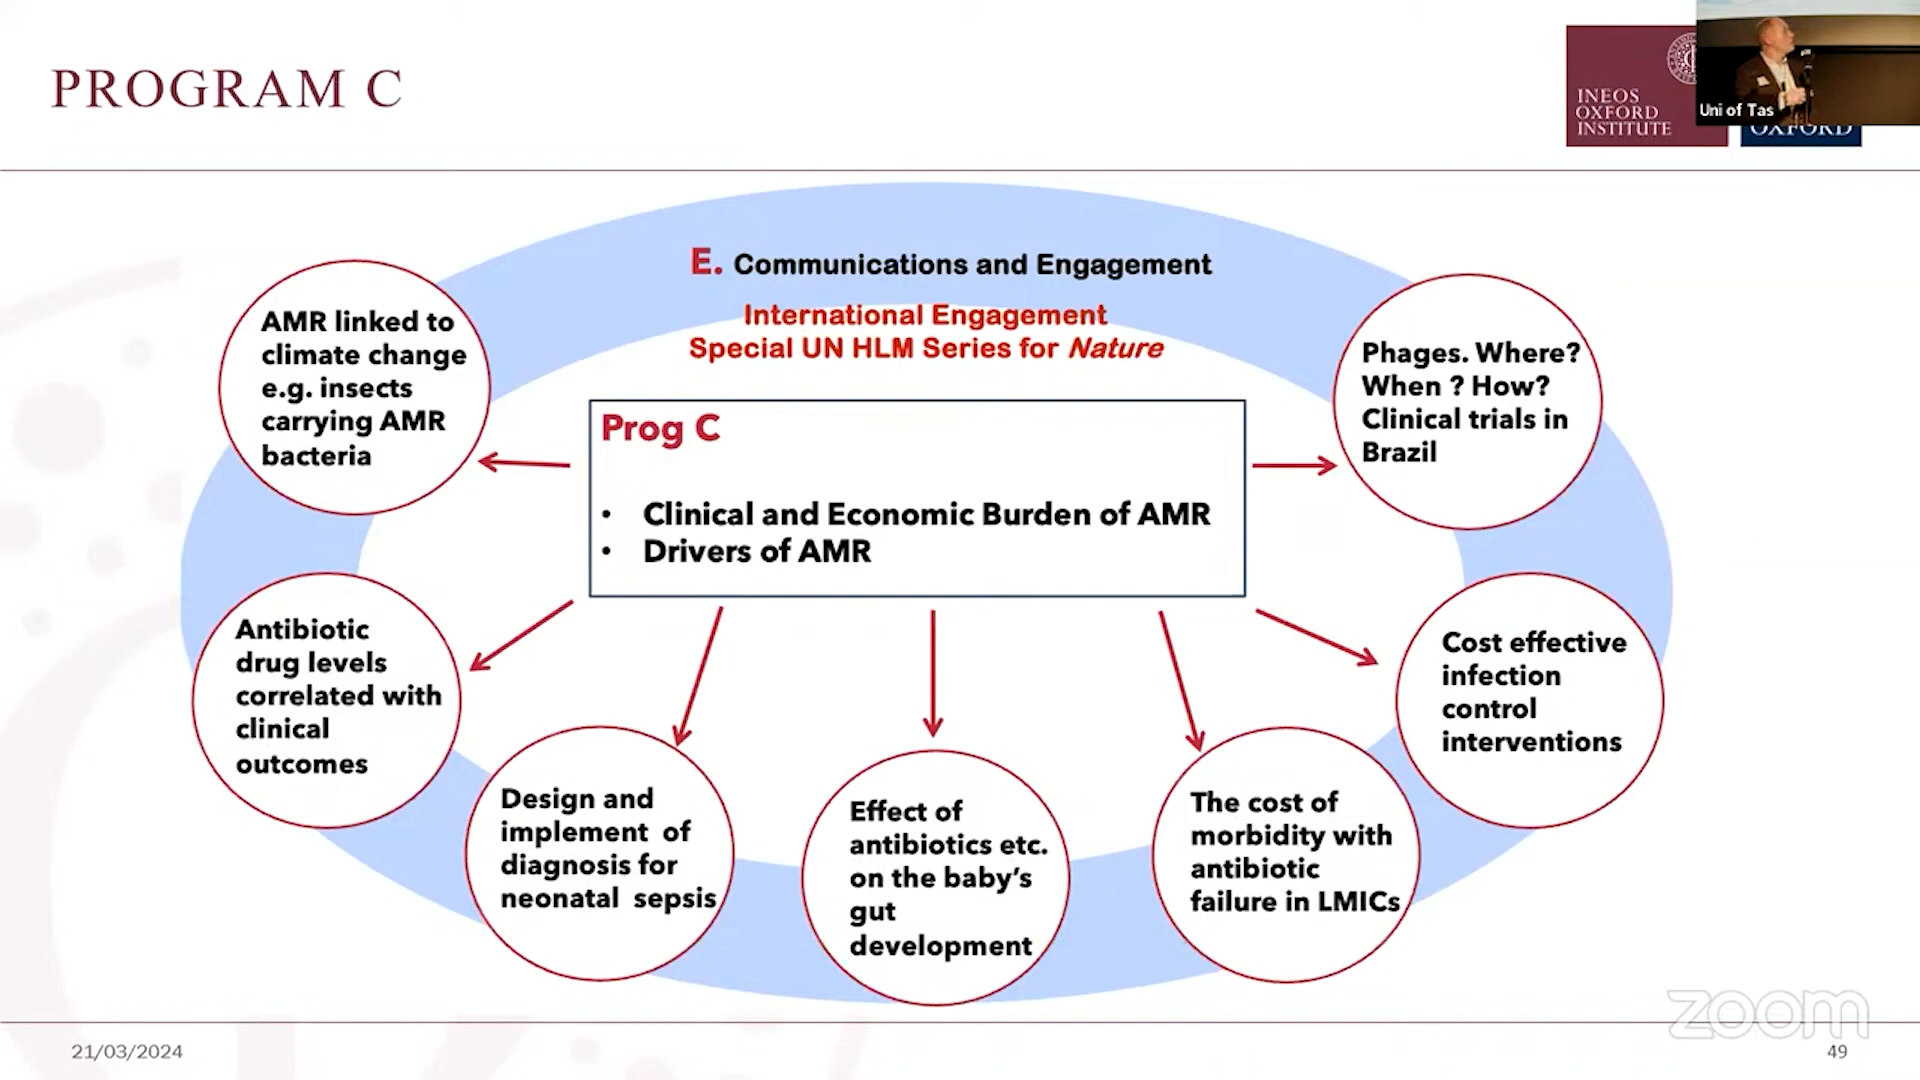 PROGRAM C
INEOS
OXFORD
INSTITUTE
Uni of Tas
OXFORD
E. Communications and Engagement
International Engagement
Special UN HLM Series for Nature
AMR linked to
climate change
e.g. insects
carrying AMR
bacteria
Prog C
• Clinical and Economic Burden of AMR
• Drivers of AMR
Phages. Where?
When ? How?
Clinical trials in
Brazil
Antibiotic
drug levels
correlated with
clinical
outcomes
Design and
implement of
diagnosis for
neonatal sepsis
Effect of
antibiotics etc.
on the baby's
gut
development
The cost of
morbidity with
antibiotic
failure in LMICs
Cost effective
infection
control
interventions
zoom
21/03/2024
49